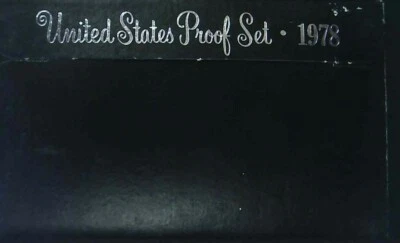 United States Proof Set • 1978